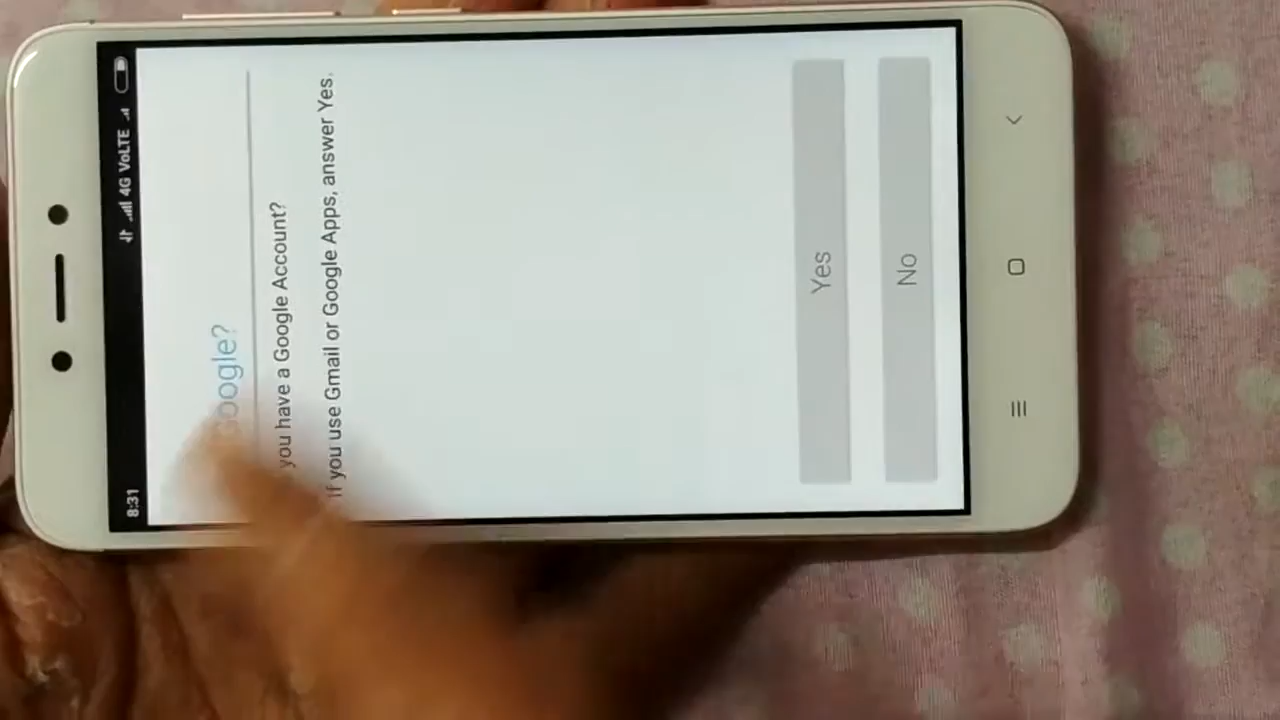 8:31 4G VoLTE
oogle?
you have a Google Account?
If you use Gmail or Google Apps, answer Yes.
Yes
No